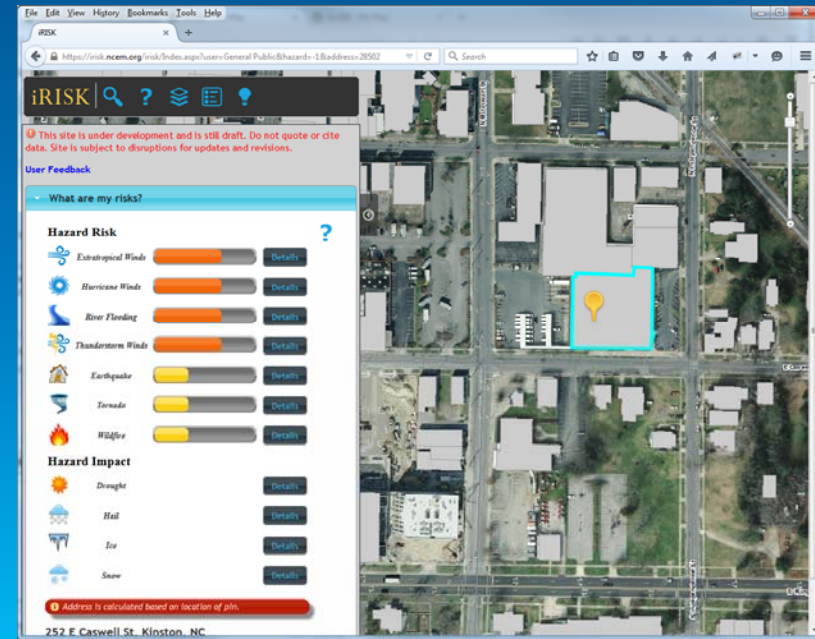 File Edit View History Bookmarks Tools Help
iRISK × +
https://irisk.ncem.org/irisk/Index.aspx?user=General Public&hazard=-1&address=28502 Search
iRISK ?
This site is under development and is still draft. Do not quote or cite
data. Site is subject to disruptions for updates and revisions.
User Feedback
What are my risks?
Hazard Risk ?
Extratropical Winds Details
Hurricane Winds Details
River Flooding Details
Thunderstorm Winds Details
Earthquake Details
Tornado Details
Wildfire Details
Hazard Impact
Drought Details
Hail Details
Ice Details
Snow Details
Address is calculated based on location of pin.
252 E Caswell St, Kinston, NC